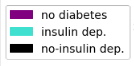 no diabetes
insulin dep.
no-insulin dep.